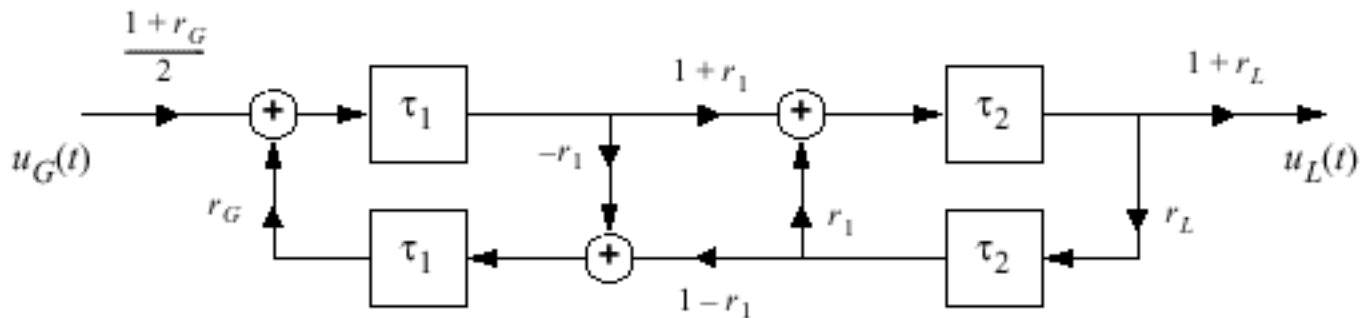 1 + r_G
2
1 + r_1
1 + r_L
+
τ_1
+
τ_2
u_G(t)
–r_1
u_L(t)
r_G
τ_1
+
r_1
τ_2
r_L
1 – r_1